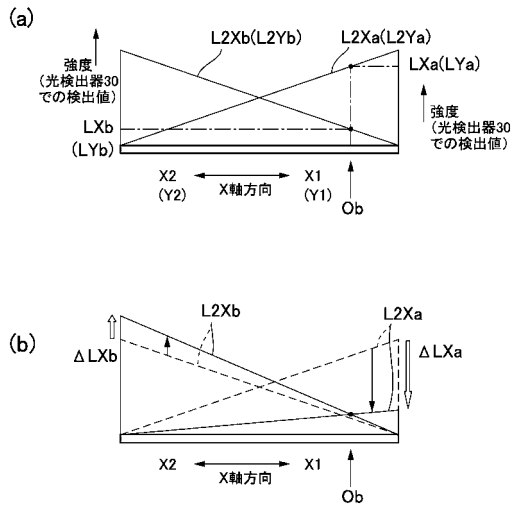 (a)
L2Xb(L2Yb)
L2Xa(L2Ya)
強度
(光検出器30
での検出値)
LXa(LYa)
強度
(光検出器30
での検出値)
LXb
(LYb)
X2
(Y2)
X軸方向
X1
(Y1)
Ob
(b)
L2Xb
L2Xa
ΔLXb
ΔLXa
X2
X軸方向
X1
Ob